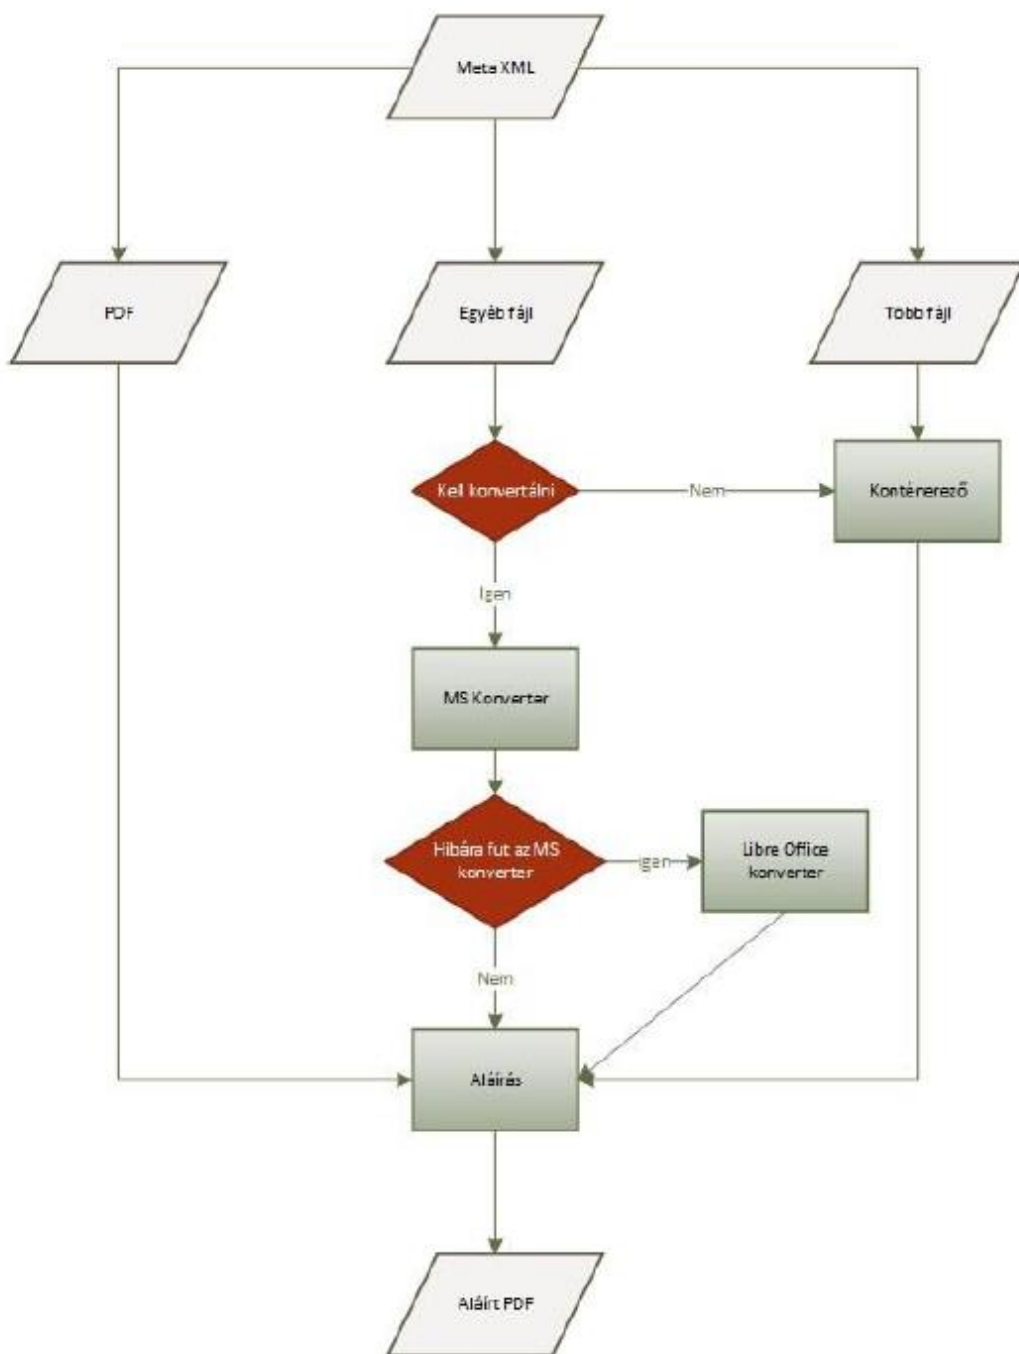 Meta XML
PDF
Egyéb fájl
Több fájl
Kell konvertálni
Nem
Konténerező
Igen
MS Konverter
Hibára fut az MS
konverter
Igen
Libre Office
konverter
Nem
Aláírás
Aláírt PDF